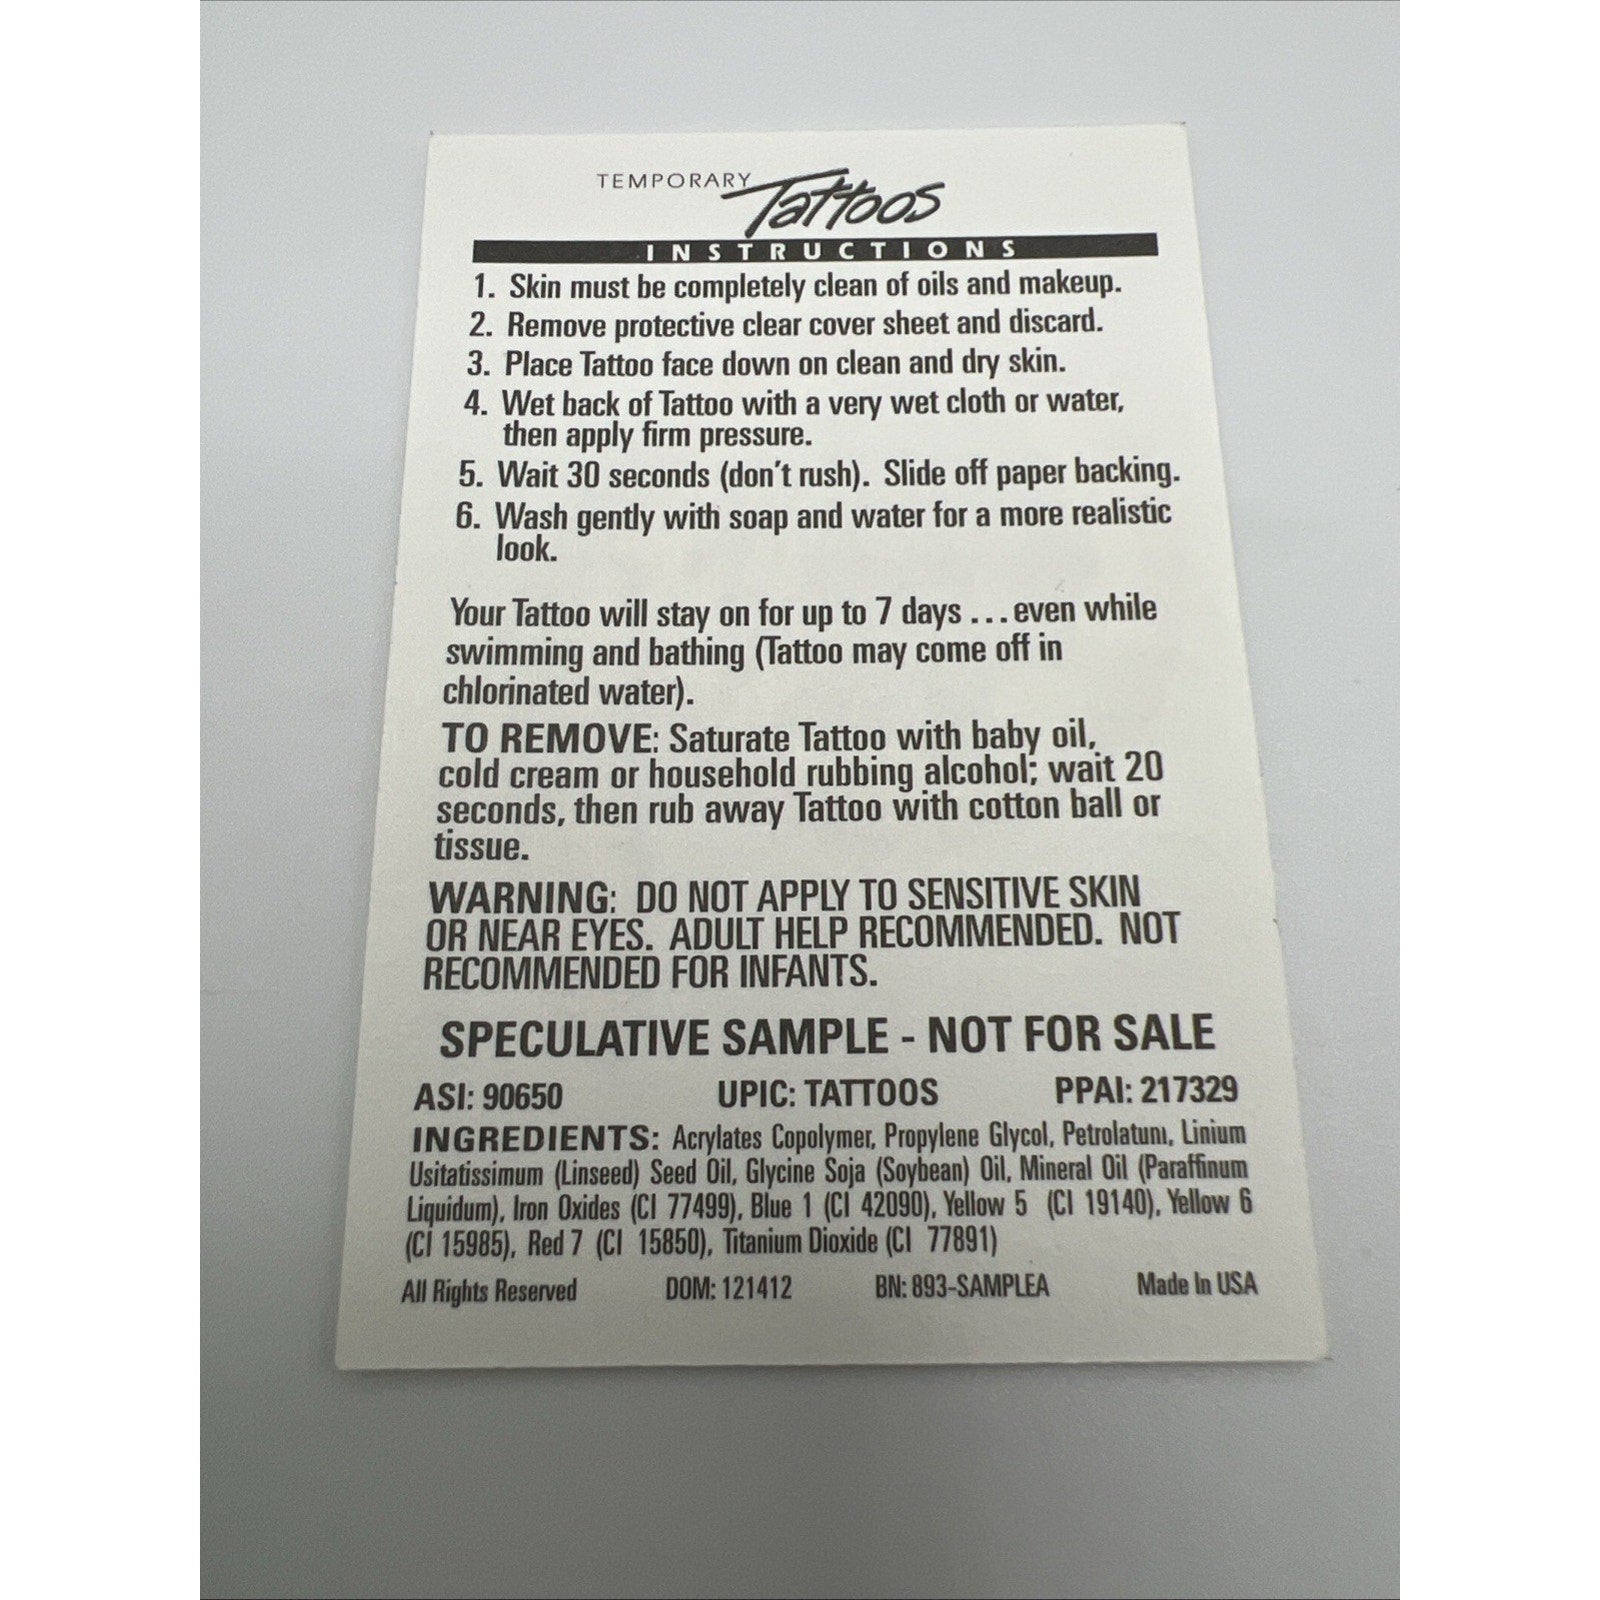 TEMPORARY Tattoos
INSTRUCTIONS
1. Skin must be completely clean of oils and makeup.
2. Remove protective clear cover sheet and discard.
3. Place Tattoo face down on clean and dry skin.
4. Wet back of Tattoo with a very wet cloth or water,
then apply firm pressure.
5. Wait 30 seconds (don't rush). Slide off paper backing.
6. Wash gently with soap and water for a more realistic
look.
Your Tattoo will stay on for up to 7 days ... even while
swimming and bathing (Tattoo may come off in
chlorinated water).
TO REMOVE: Saturate Tattoo with baby oil,
cold cream or household rubbing alcohol; wait 20
seconds, then rub away Tattoo with cotton ball or
tissue.
WARNING: DO NOT APPLY TO SENSITIVE SKIN
OR NEAR EYES. ADULT HELP RECOMMENDED. NOT
RECOMMENDED FOR INFANTS.
SPECULATIVE SAMPLE - NOT FOR SALE
ASI: 90650 UPIC: TATTOOS PPAI: 217329
INGREDIENTS: Acrylates Copolymer, Propylene Glycol, Petrolatum, Linium
Usitatissimum (Linseed) Seed Oil, Glycine Soja (Soybean) Oil, Mineral Oil (Paraffinum
Liquidum), Iron Oxides (CI 77499), Blue 1 (CI 42090), Yellow 5 (CI 19140), Yellow 6
(CI 15985), Red 7 (CI 15850), Titanium Dioxide (CI 77891)
All Rights Reserved DOM: 121412 BN: 893-SAMPLEA Made In USA